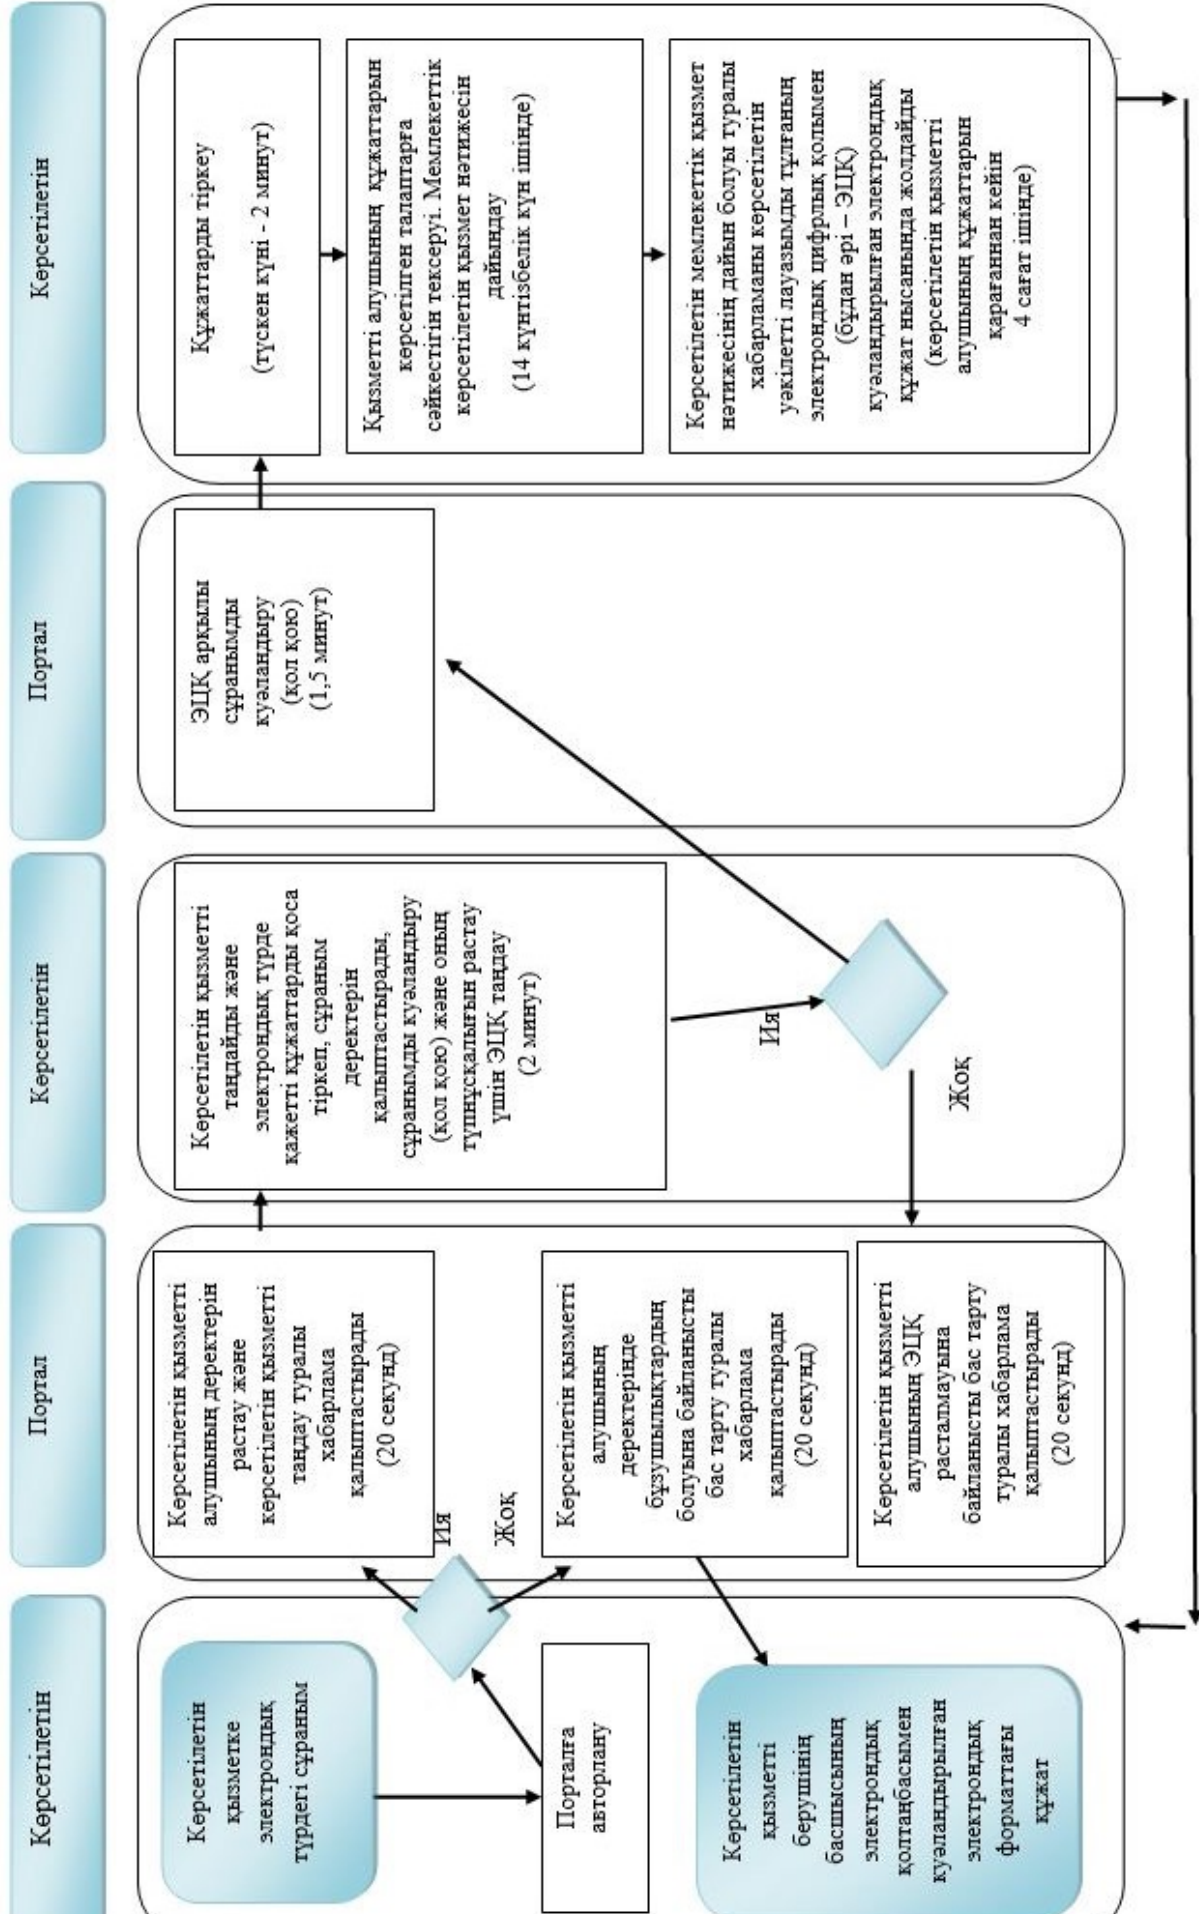 Көрсетілетін
Портал
Көрсетілетін
Портал
Көрсетілетін
Көрсетілетін
қызметке
электрондық
түрдегі сұраным
Порталға
авторлану
Көрсетілетін
қызметті
берушінің
басшысының
электрондық
қолтаңбасымен
куәландырылған
электрондық
форматтағы
құжат
Ия
Жоқ
Көрсетілетін қызметті
алушының деректерін
растау және
көрсетілетін қызметті
таңдау туралы
хабарлама
қалыптастырады
(20 секунд)
Көрсетілетін қызметті
алушының
деректерінде
бұзушылықтардың
болуына байланысты
бас тарту туралы
хабарлама
қалыптастырады
(20 секунд)
Көрсетілетін қызметті
алушының ЭЦҚ
расталмауына
байланысты бас тарту
туралы хабарлама
қалыптастырады
(20 секунд)
Көрсетілетін қызметті
таңдайды және
электрондық түрде
қажетті құжаттарды қоса
тіркеп, сұраным
деректерін
қалыптастырады,
сұранымды куәландыру
(қол қою) және оның
түпнұсқалығын растау
үшін ЭЦҚ таңдау
(2 минут)
Ия
Жоқ
ЭЦҚ арқылы
сұранымды
куәландыру
(қол қою)
(1,5 минут)
Құжаттарды тіркеу
(түскен күні - 2 минут)
Қызметті алушының құжаттарын
көрсетілген талаптарға
сәйкестігін тексеруі. Мемлекеттік
көрсетілетін қызмет нәтижесін
дайындау
(14 күнтізбелік күн ішінде)
Көрсетілетін мемлекеттік қызмет
нәтижесінің дайын болуы туралы
хабарламаны көрсетілетін
уәкілетті лауазымды тұлғаның
электрондық цифрлық қолымен
(бұдан әрі – ЭЦҚ)
куәландырылған электрондық
құжат нысанында жолдайды
(көрсетілетін қызметті
алушының құжаттарын
қарағаннан кейін
4 сағат ішінде)